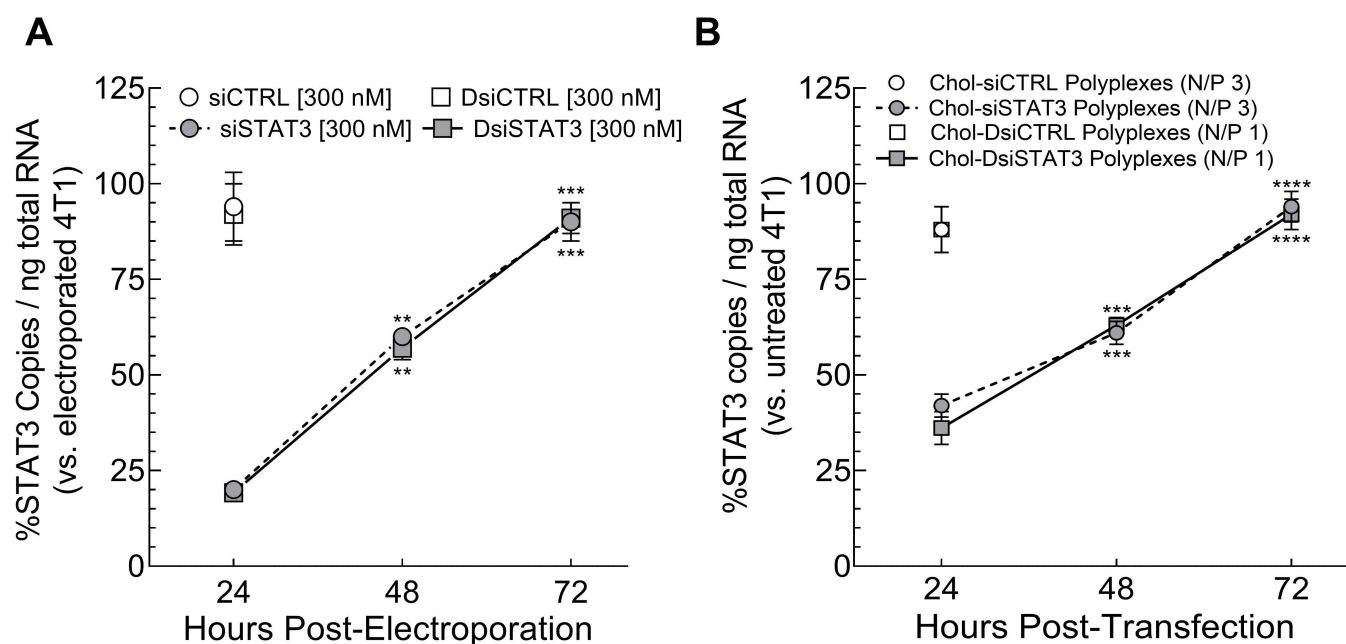 A
125
100
75
50
25
0
%STAT3 Copies / ng total RNA
(vs. electroporated 4T1)
siCTRL [300 nM]
DsiCTRL [300 nM]
siSTAT3 [300 nM]
DsiSTAT3 [300 nM]
***
***
**
**
24
48
72
Hours Post-Electroporation
B
125
100
75
50
25
0
%STAT3 copies / ng total RNA
(vs. untreated 4T1)
Chol-siCTRL Polyplexes (N/P 3)
Chol-siSTAT3 Polyplexes (N/P 3)
Chol-DsiCTRL Polyplexes (N/P 1)
Chol-DsiSTAT3 Polyplexes (N/P 1)
****
****
***
***
24
48
72
Hours Post-Transfection